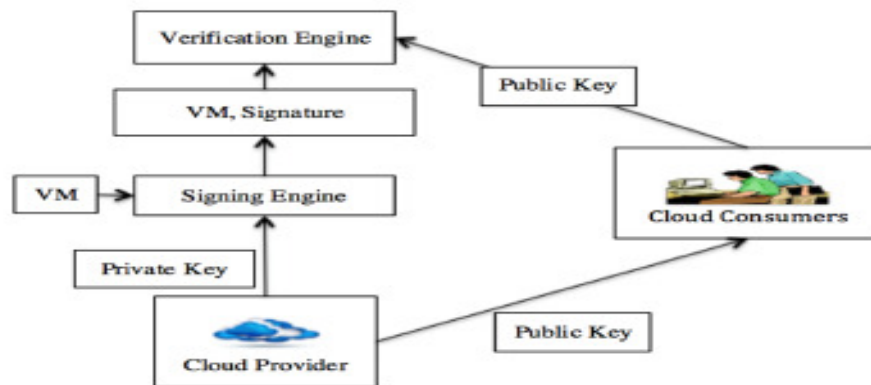 Verification Engine
Public Key
VM, Signature
VM
Signing Engine
Cloud Consumers
Private Key
Public Key
Cloud Provider